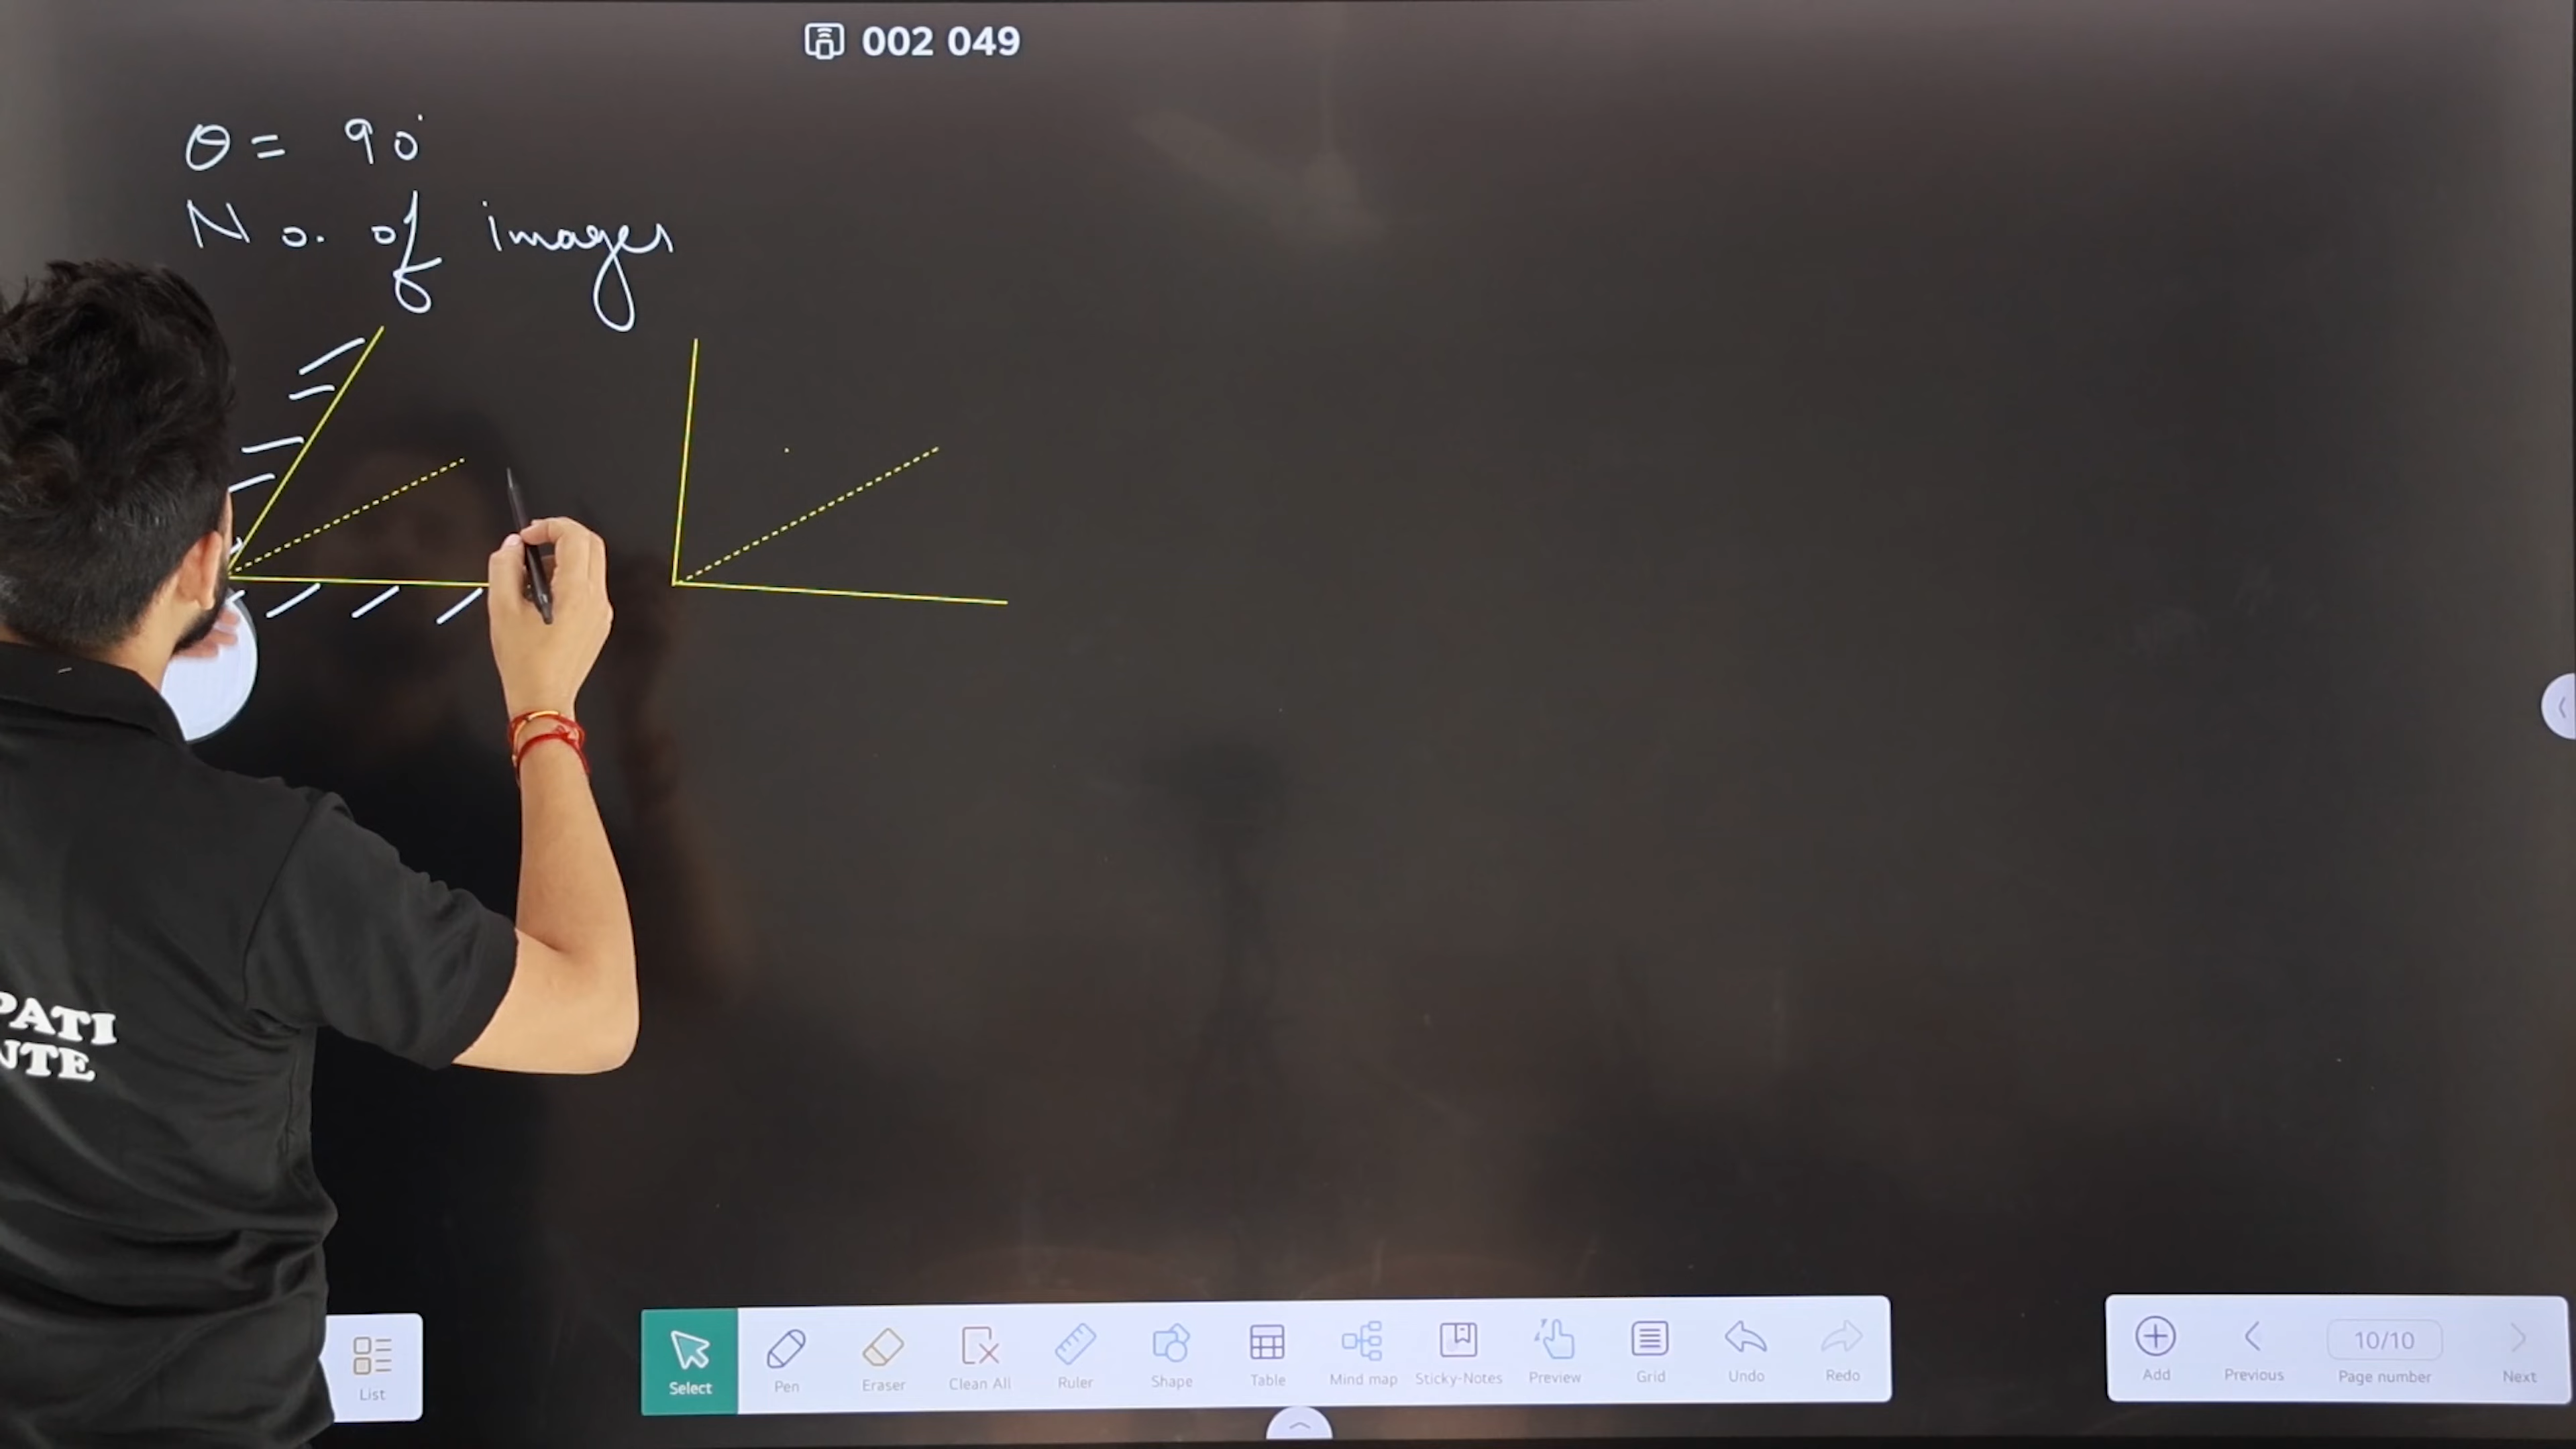 002 049
θ = 90°
No. of images
PATI
UTE
List
Select
Pen
Eraser
Clean All
Ruler
Shape
Table
Mind map
Sticky-Notes
Preview
Grid
Undo
Redo
Add
Previous
10/10
Page number
Next